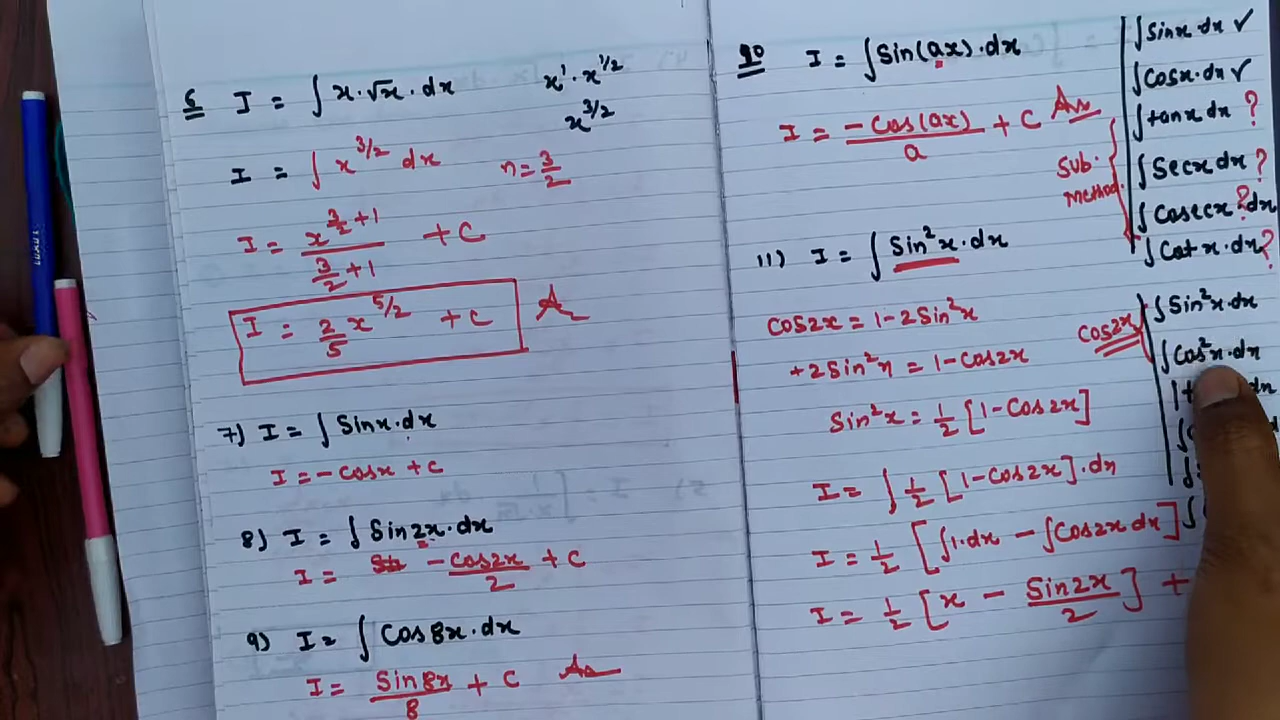 6 I = ∫ x·√x·dx    x¹·x^{1/2}
x^{3/2}
I = ∫ x^{3/2} dx    n = 3/2
I = x^{3/2+1} / (3/2+1) + C
I = 2/5 x^{5/2} + C    A
7) I = ∫ Sinx·dx
I = -Cosx + C
8) I = ∫ Sin2x·dx
I = -Cos2x/2 + C
9) I = ∫ Cos8x·dx
I = Sin8x/8 + C    An
10 I = ∫ Sin(ax)·dx
I = -Cos(ax)/a + C    An
11) I = ∫ Sin²x·dx
Cos2x = 1-2Sin²x
+2Sin²x = 1-Cos2x
Sin²x = 1/2 [1-Cos2x]
I = ∫ 1/2 [1-Cos2x]·dx
I = 1/2 [∫1·dx - ∫Cos2x dx]
I = 1/2 [x - Sin2x/2] +
∫Sinx·dx ✓
∫Cosx·dx ✓
∫tanx dx ?
∫Secx dx ?
∫Cosecx dx ?
∫Cotx·dx ?
Sub.
Method.
∫Sin²x·dx
∫Cos²x·dx
Cos2x